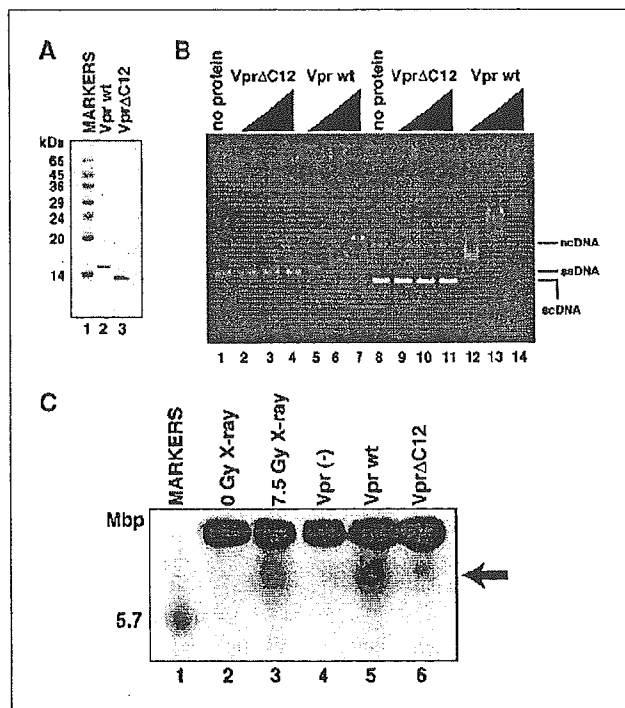 A
MARKERS
Vpr wt
VprΔC12
kDa
66
45
36
29
24
20
14
1 2 3
B
no protein
VprΔC12
Vpr wt
no protein
VprΔC12
Vpr wt
ncDNA
ssDNA
scDNA
1 2 3 4 5 6 7 8 9 10 11 12 13 14
C
MARKERS
0 Gy X-ray
7.5 Gy X-ray
Vpr (-)
Vpr wt
VprΔC12
Mbp
5.7
1 2 3 4 5 6